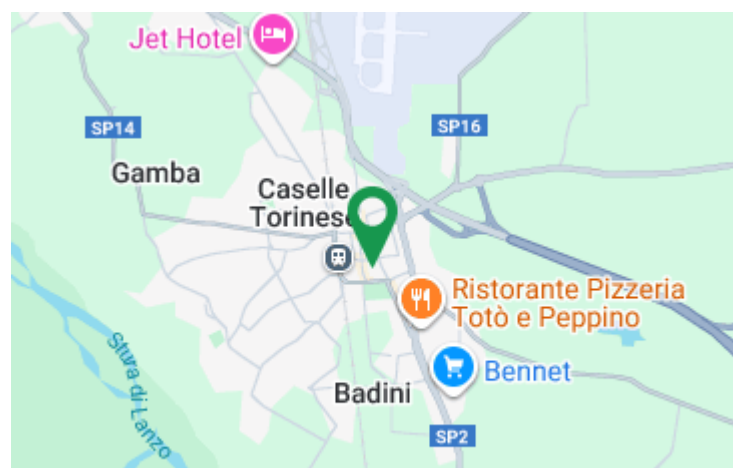 Jet Hotel
SP14
SP16
Gamba
Caselle
Torinese
Ristorante Pizzeria
Totò e Peppino
Stura di
Lanzo
Bennet
Badini
SP2